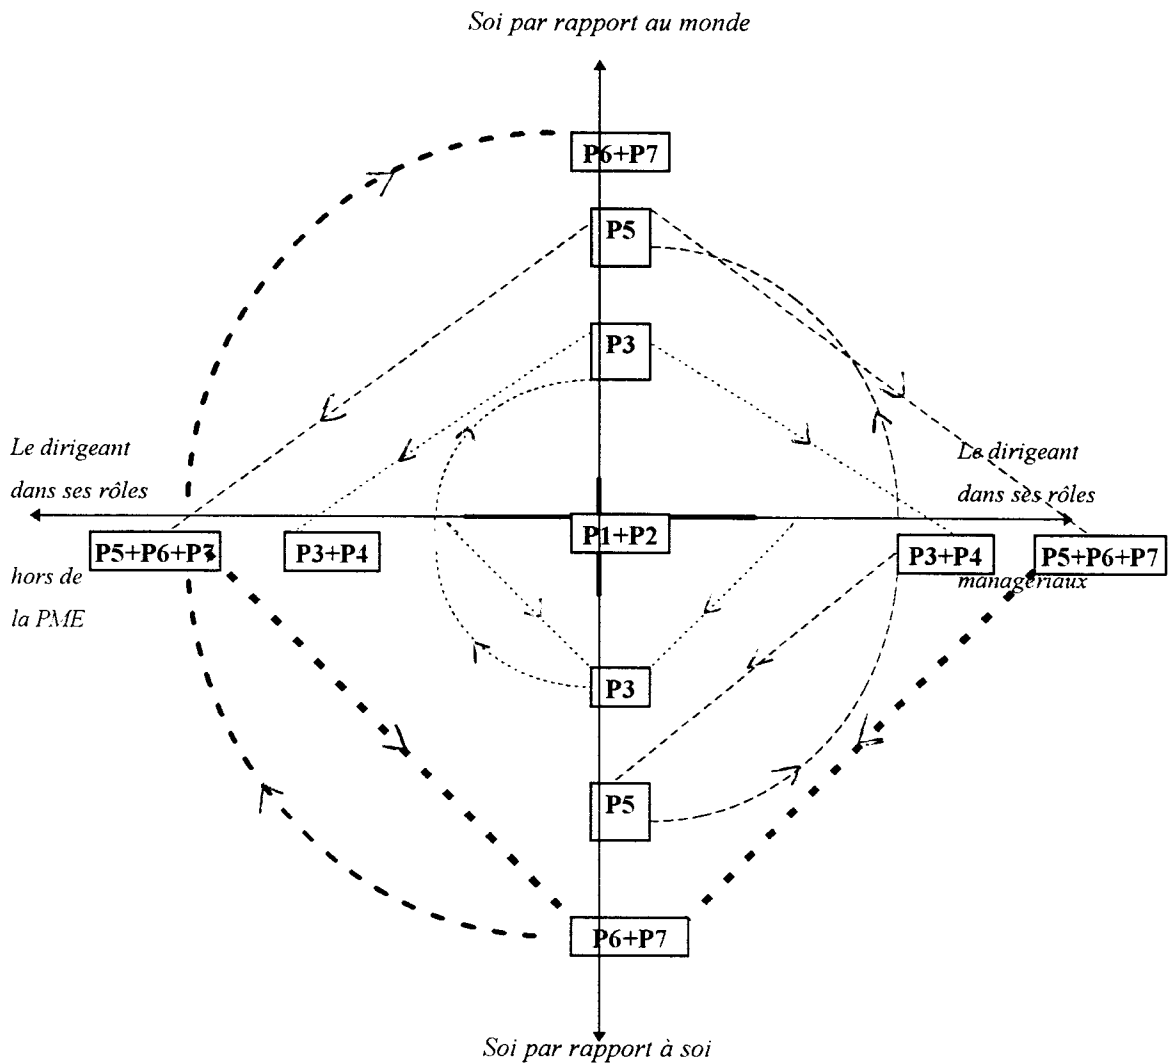 Soi par rapport au monde
P6+P7
P5
P3
Le dirigeant
dans ses rôles
Le dirigeant
dans ses rôles
P1+P2
P5+P6+P7
P3+P4
P3+P4
P5+P6+P7
hors de
la PME
managériaux
P3
P5
P6+P7
Soi par rapport à soi